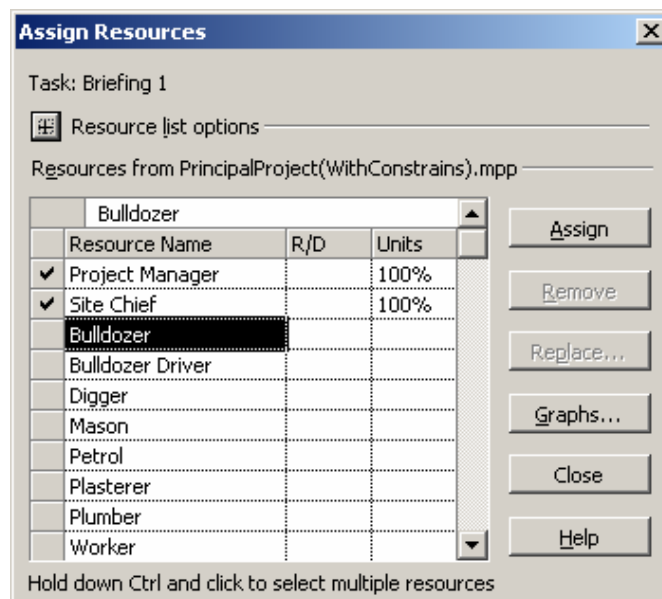 Assign Resources
Task: Briefing 1
Resource list options
Resources from PrincipalProject(WithConstrains).mpp
Bulldozer
Resource Name R/D Units
Project Manager 100%
Site Chief 100%
Bulldozer
Bulldozer Driver
Digger
Mason
Petrol
Plasterer
Plumber
Worker
Assign
Remove
Replace...
Graphs...
Close
Help
Hold down Ctrl and click to select multiple resources